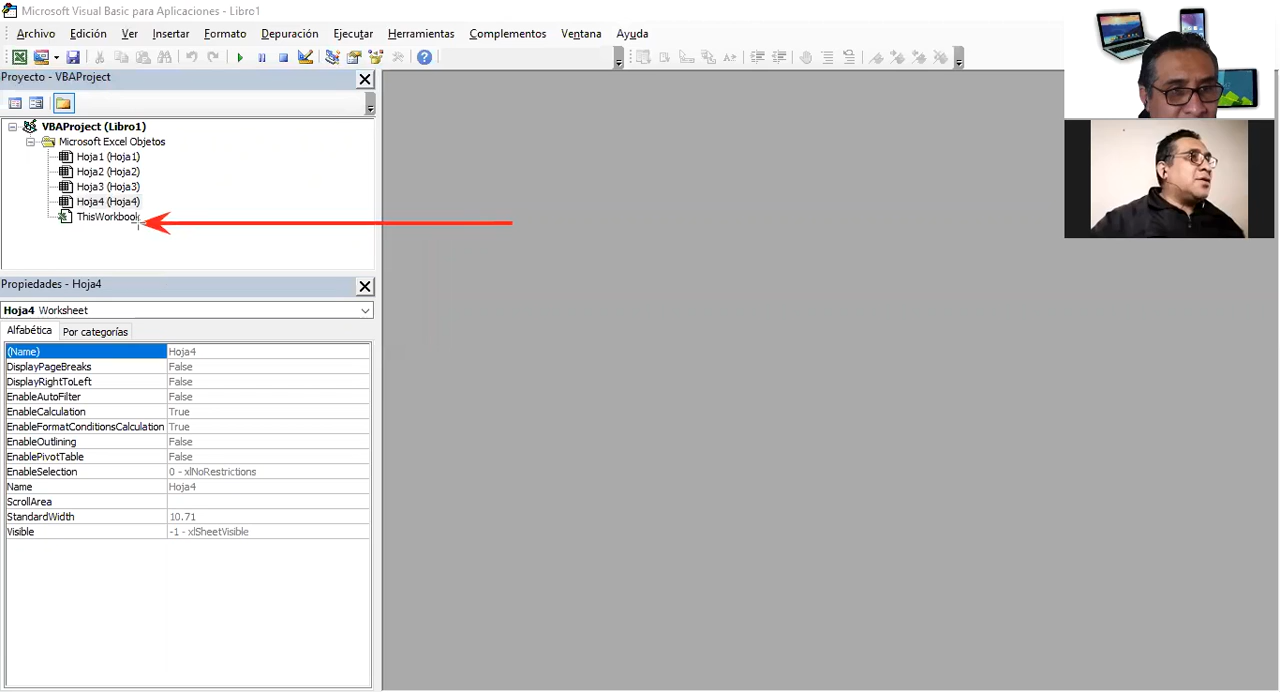 Microsoft Visual Basic para Aplicaciones - Libro1
Archivo Edición Ver Insertar Formato Depuración Ejecutar Herramientas Complementos Ventana Ayuda
Proyecto - VBAProject
VBAProject (Libro1)
Microsoft Excel Objetos
Hoja1 (Hoja1)
Hoja2 (Hoja2)
Hoja3 (Hoja3)
Hoja4 (Hoja4)
ThisWorkbook
Propiedades - Hoja4
Hoja4 Worksheet
Alfabética Por categorías
(Name) Hoja4
DisplayPageBreaks False
DisplayRightToLeft False
EnableAutoFilter False
EnableCalculation True
EnableFormatConditionsCalculation True
EnableOutlining False
EnablePivotTable False
EnableSelection 0 - xlNoRestrictions
Name Hoja4
ScrollArea
StandardWidth 10.71
Visible -1 - xlSheetVisible